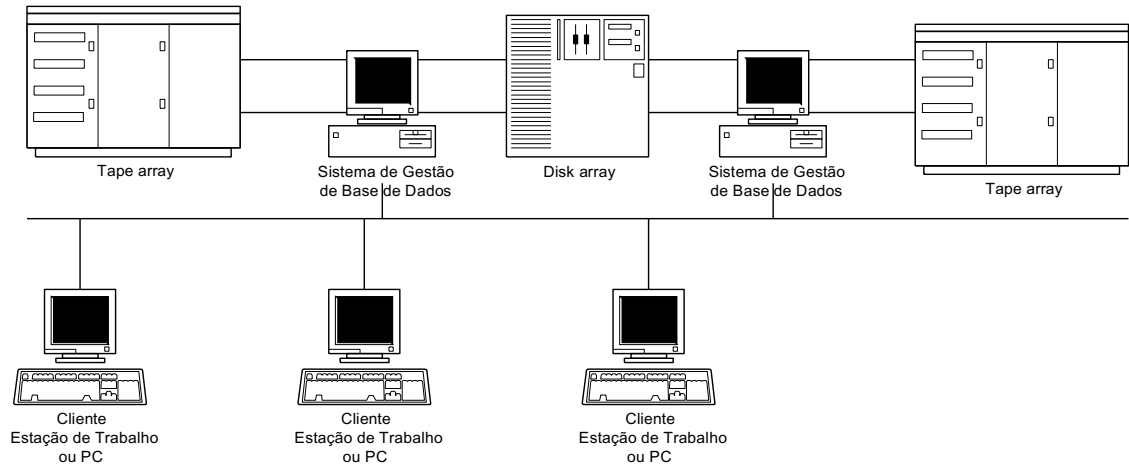 Tape array
Sistema de Gestão
de Base de Dados
Disk array
Sistema de Gestão
de Base de Dados
Tape array
Cliente
Estação de Trabalho
ou PC
Cliente
Estação de Trabalho
ou PC
Cliente
Estação de Trabalho
ou PC